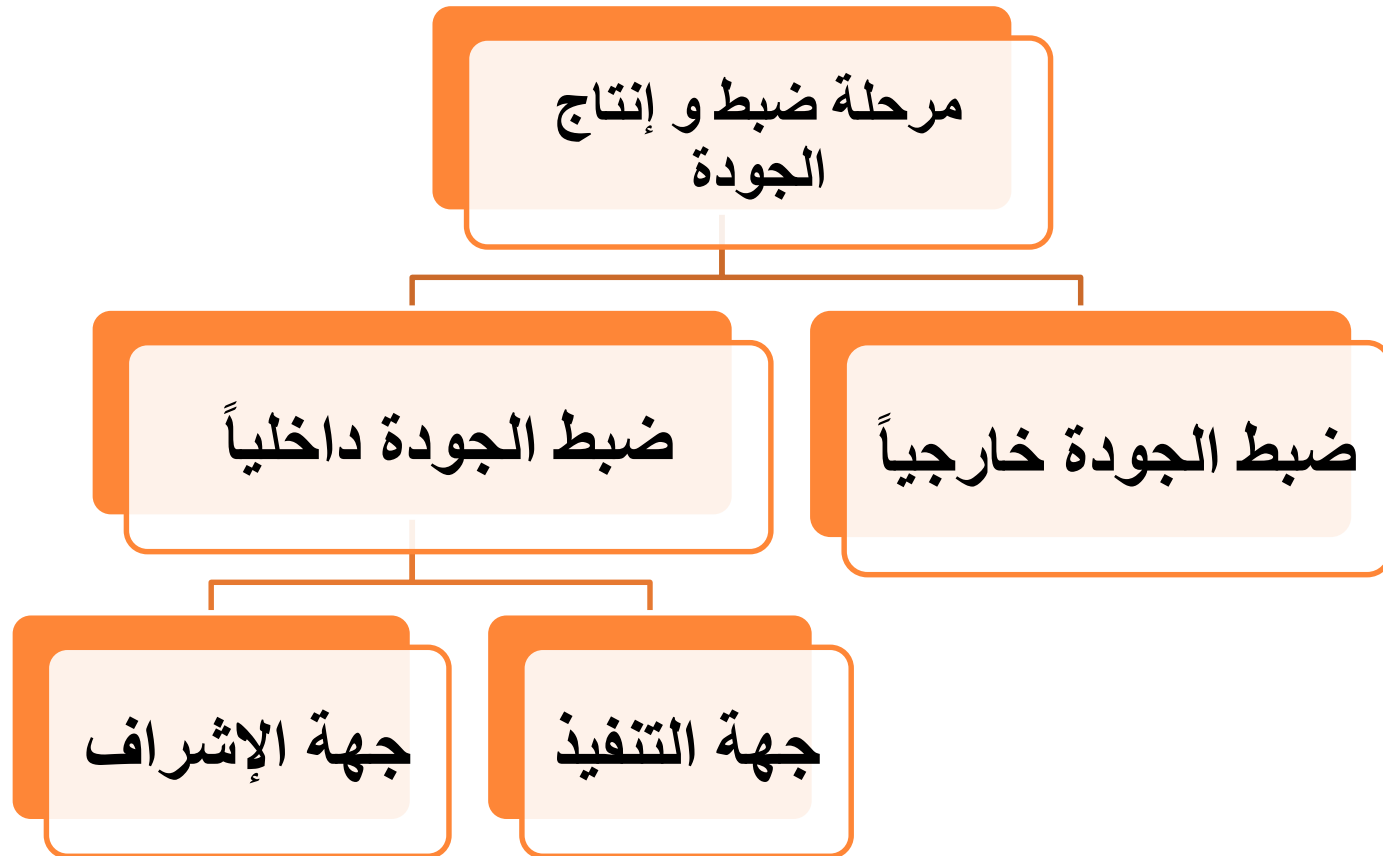 مرحلة ضبط و إنتاج
الجودة
ضبط الجودة خارجياً
ضبط الجودة داخلياً
جهة التنفيذ
جهة الإشراف